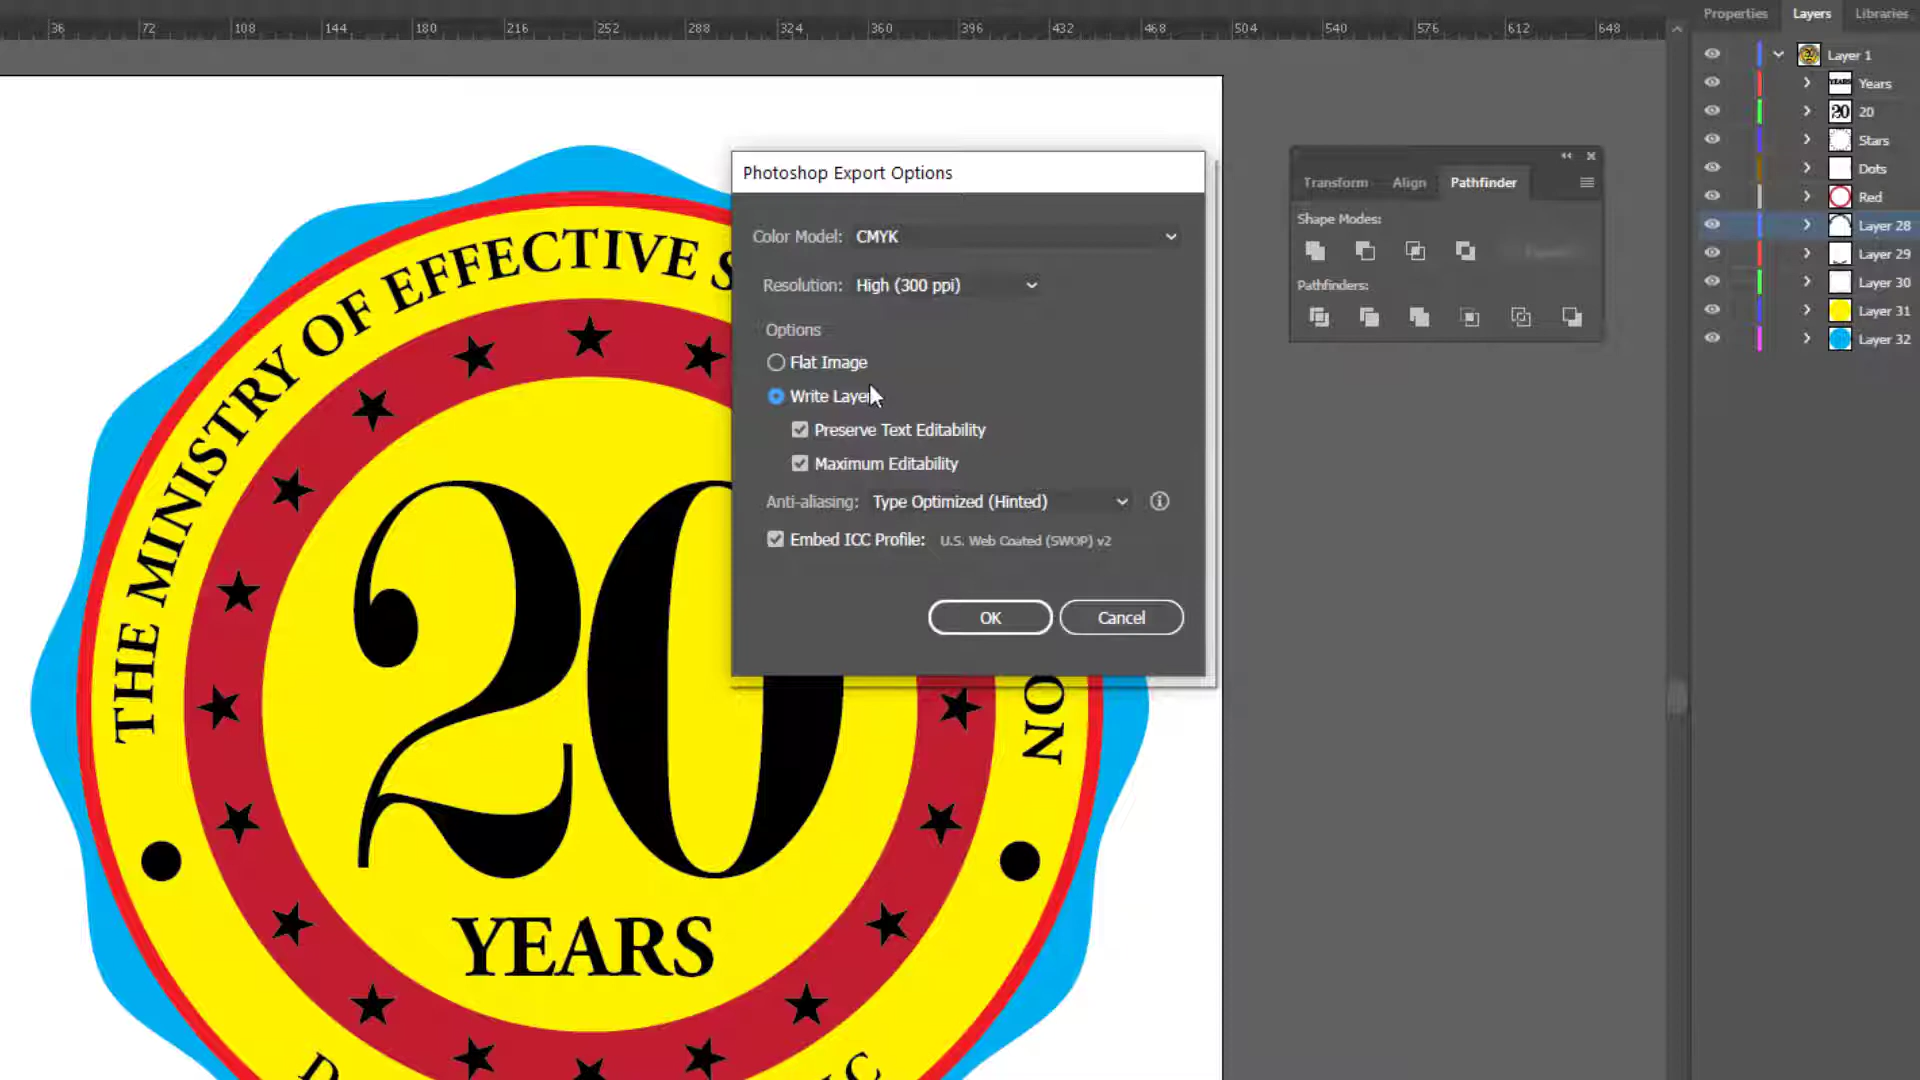 36 72 108 144 180 216 252 288 324 360 396 432 468 504 540 576 612 648
Properties Layers Libraries
Layer 1
Years
20
Stars
Dots
Red
Layer 28
Layer 29
Layer 30
Layer 31
Layer 32
Transform Align Pathfinder
Shape Modes:
Pathfinders:
Photoshop Export Options
Color Model: CMYK
Resolution: High (300 ppi)
Options
Flat Image
Write Layer
Preserve Text Editability
Maximum Editability
Anti-aliasing: Type Optimized (Hinted)
Embed ICC Profile: U.S. Web Coated (SWOP) v2
OK Cancel
THE MINISTRY OF EFFECTIVE S
ON
20
YEARS
D
C